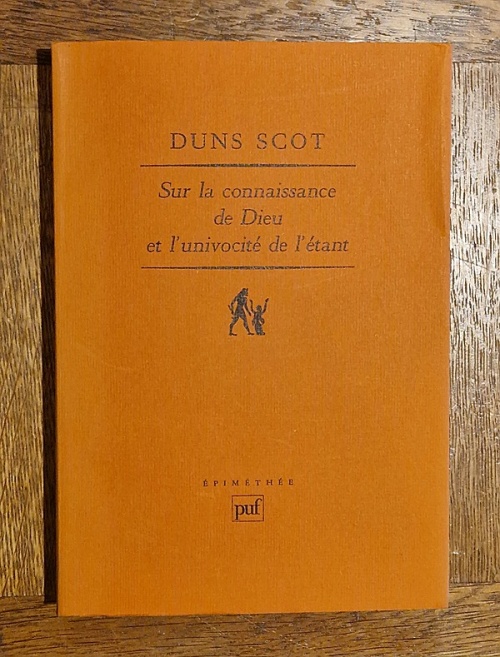 DUNS SCOT
Sur la connaissance
de Dieu
et l'univocité de l'étant
ÉPIMÉTHÉE
puf